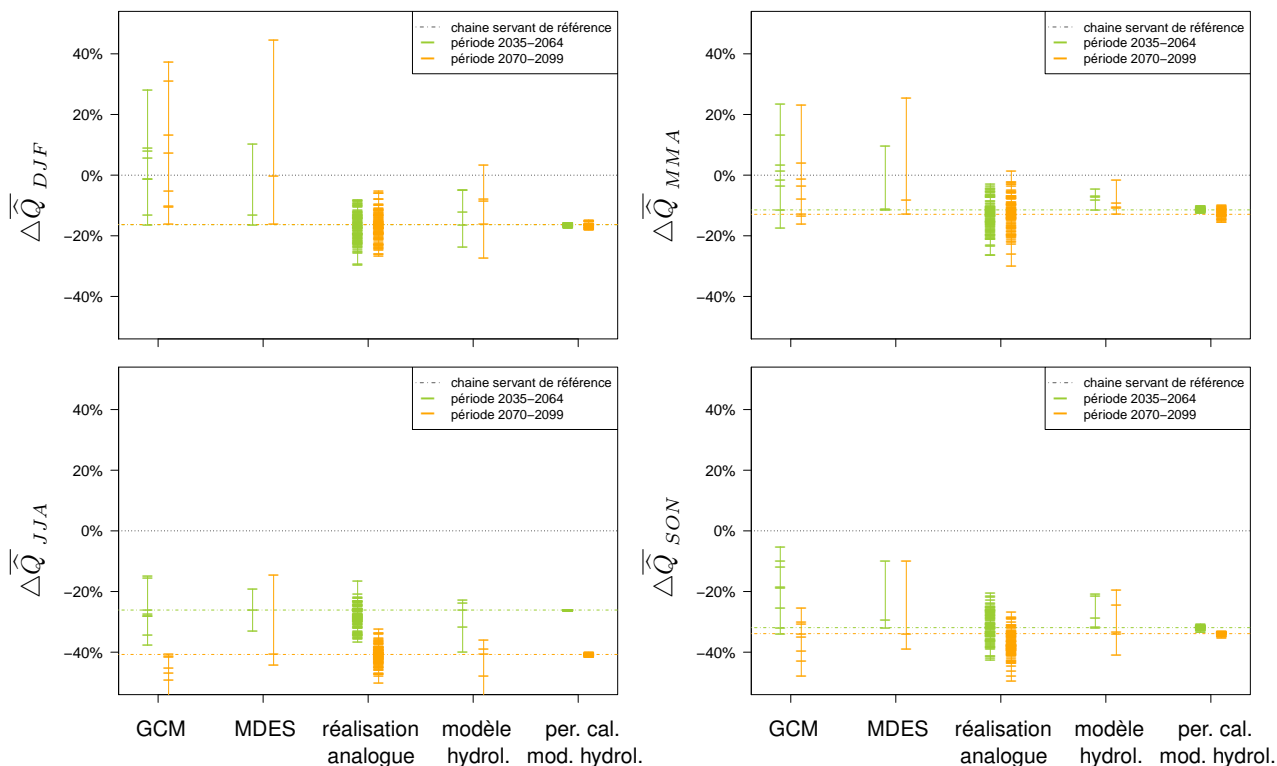 chaine servant de référence
période 2035−2064
période 2070−2099
40%
20%
0%
−20%
−40%
△Q̂ DJF
chaine servant de référence
période 2035−2064
période 2070−2099
40%
20%
0%
−20%
−40%
△Q̂ MMA
chaine servant de référence
période 2035−2064
période 2070−2099
40%
20%
0%
−20%
−40%
△Q̂ JJA
GCM MDES réalisation modèle per. cal.
analogue hydrol. mod. hydrol.
chaine servant de référence
période 2035−2064
période 2070−2099
40%
20%
0%
−20%
−40%
△Q̂ SON
GCM MDES réalisation modèle per. cal.
analogue hydrol. mod. hydrol.